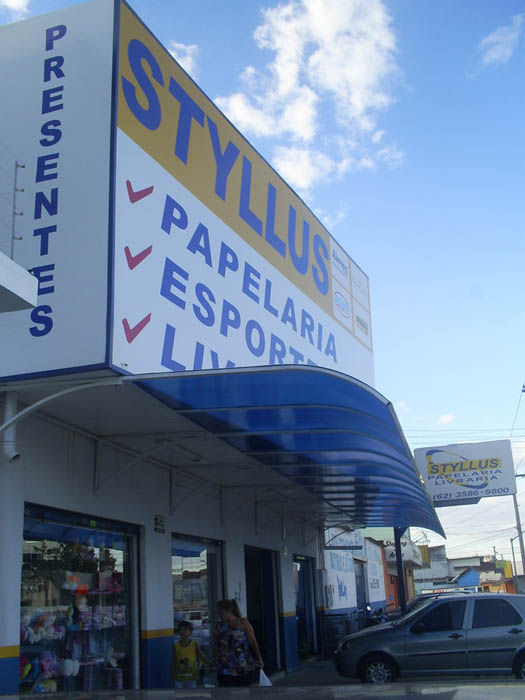 PRESENTES
STYLLUS
PAPELARIA
ESPORTE
STYLLUS
PAPELARIA
LIVRARIA
(62) 3586-9800